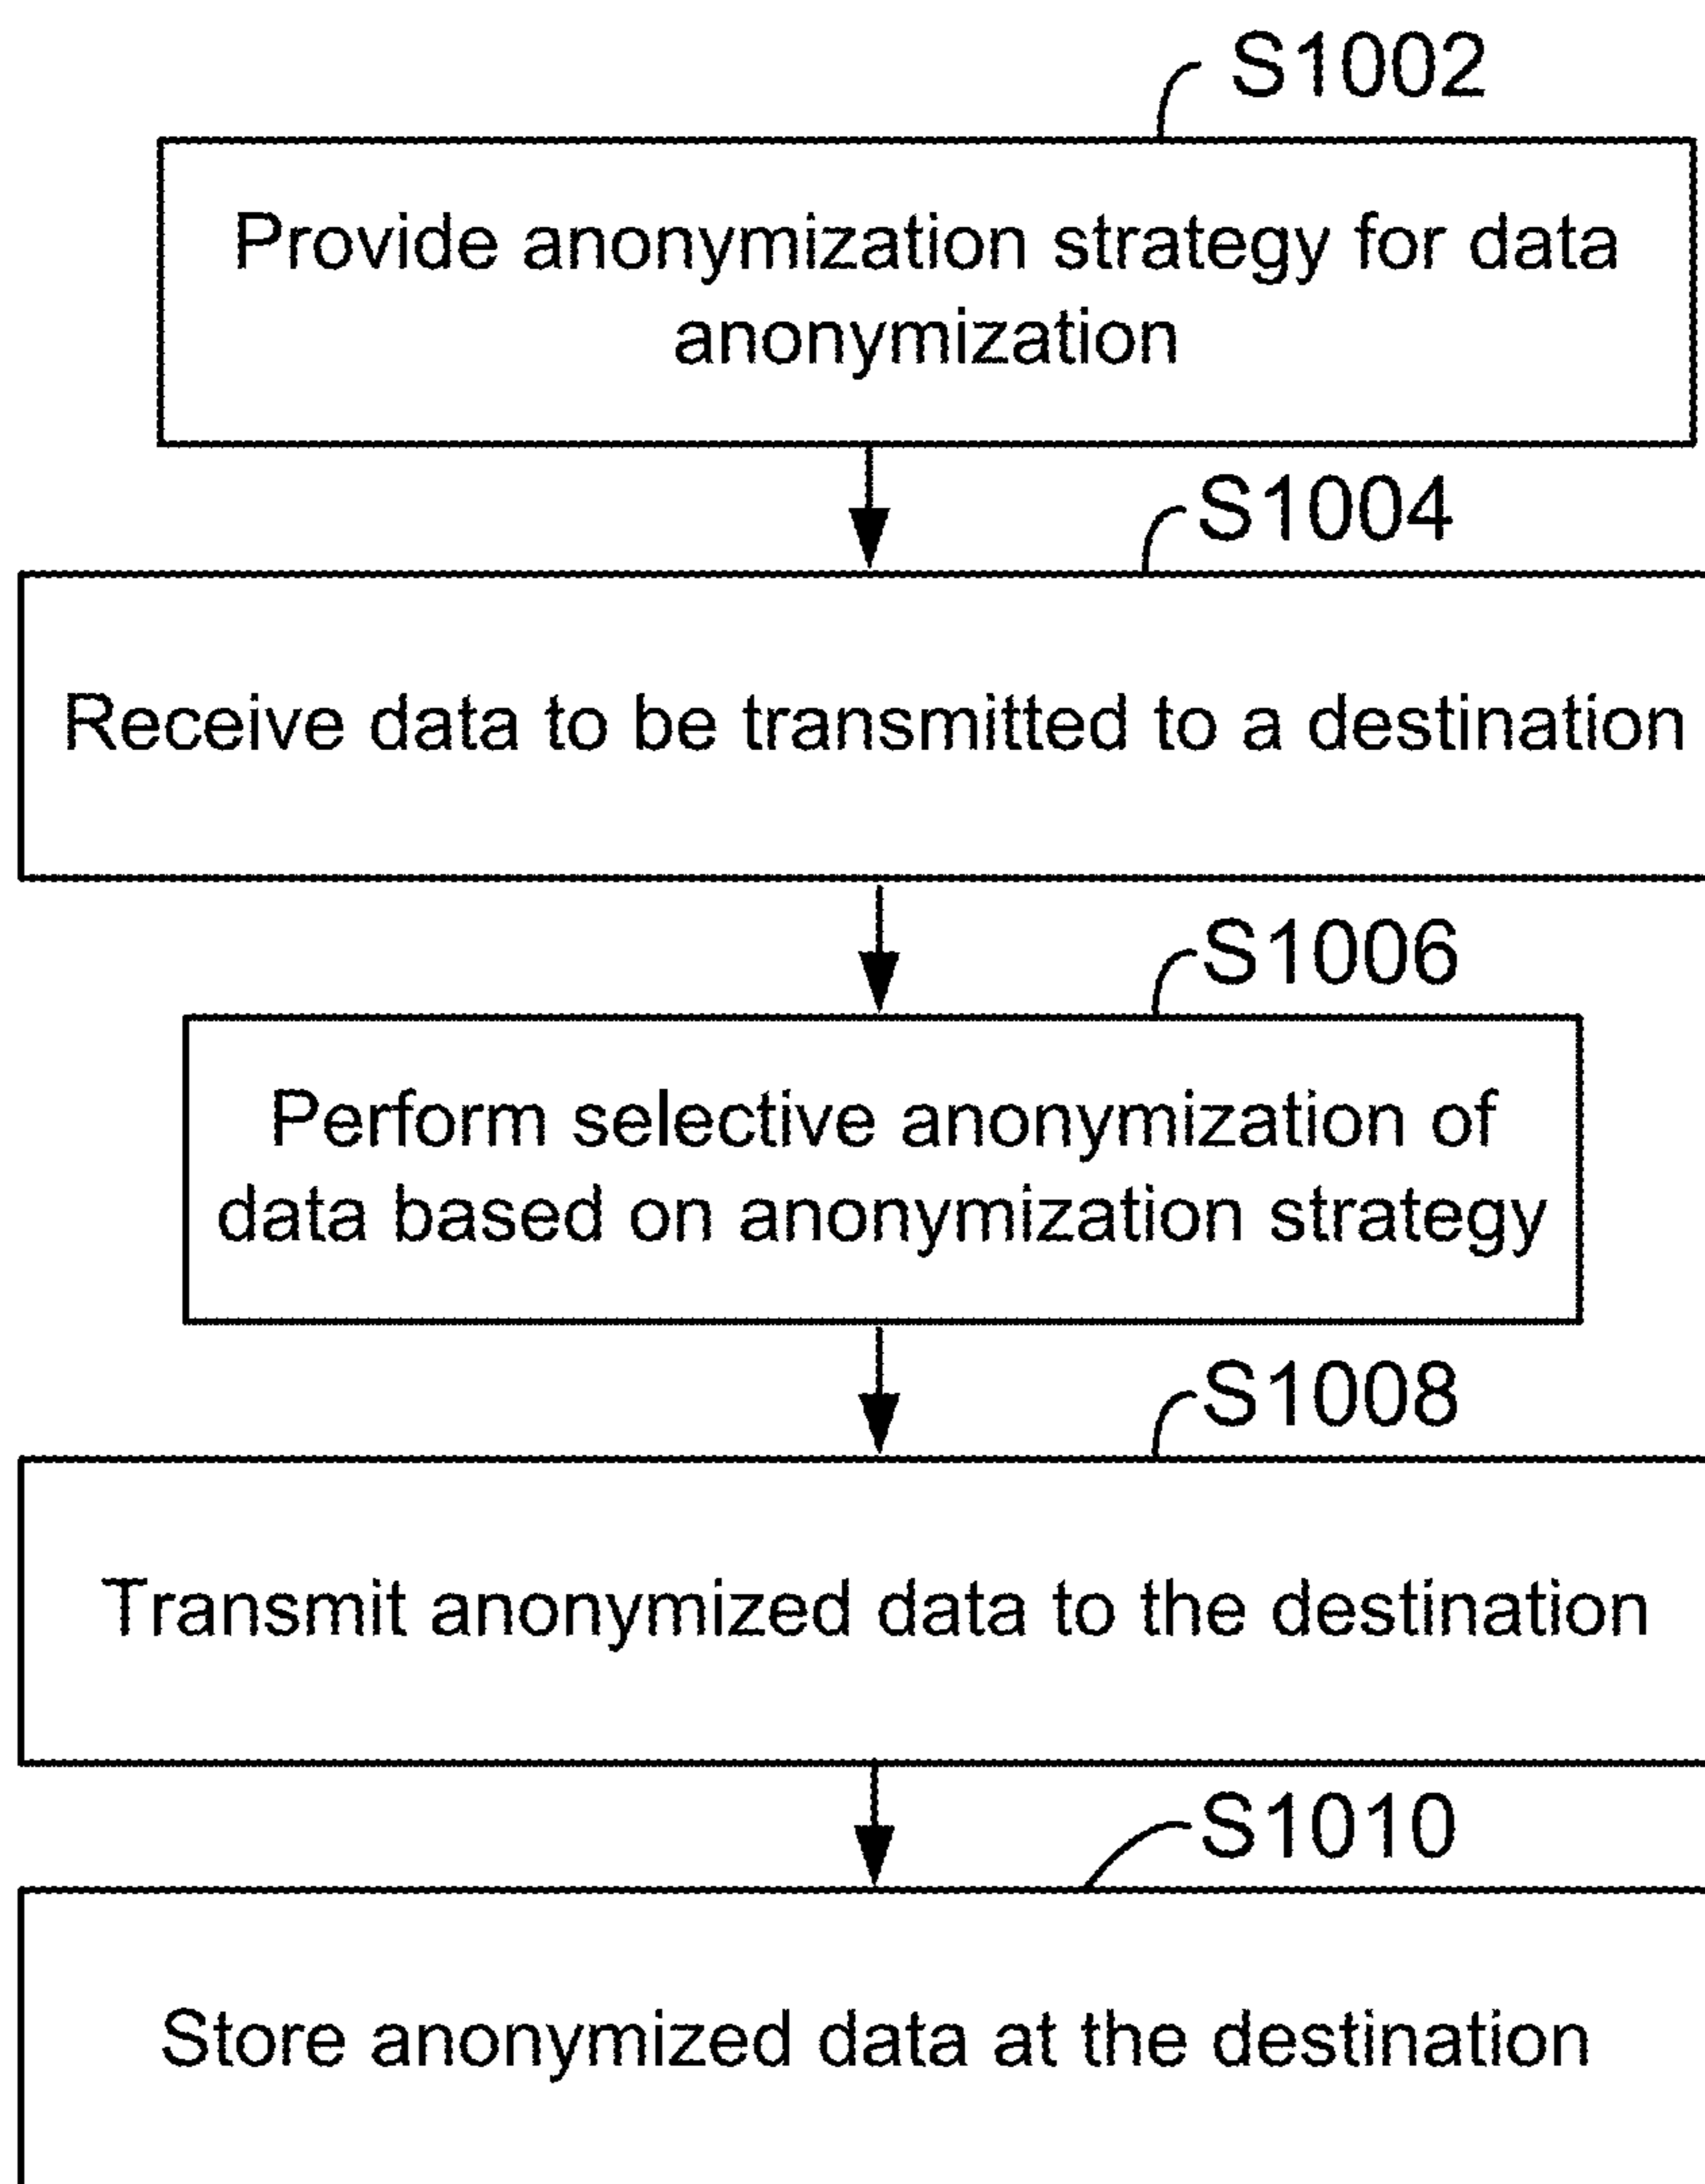 S1002
Provide anonymization strategy for data
anonymization
S1004
Receive data to be transmitted to a destination
S1006
Perform selective anonymization of
data based on anonymization strategy
S1008
Transmit anonymized data to the destination
S1010
Store anonymized data at the destination